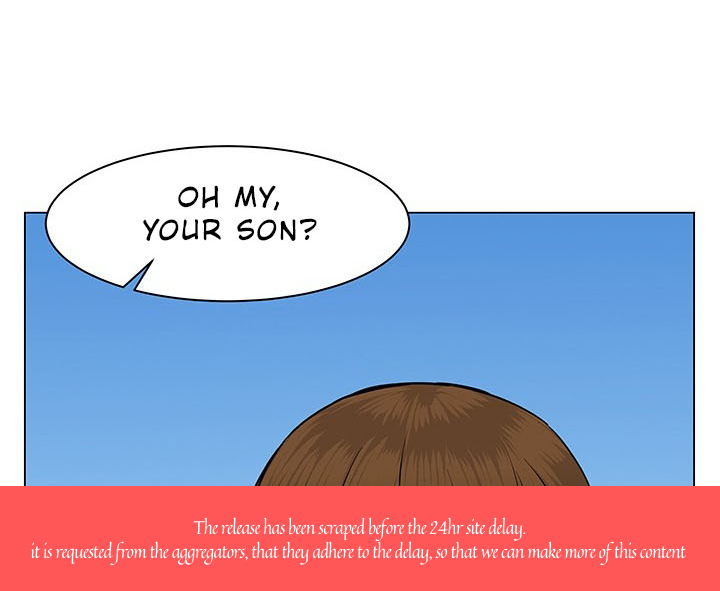 OH MY,
YOUR SON?
The release has been scraped before the 24hr site delay.
it is requested from the aggregators, that they adhere to the delay, so that we can make more of this content